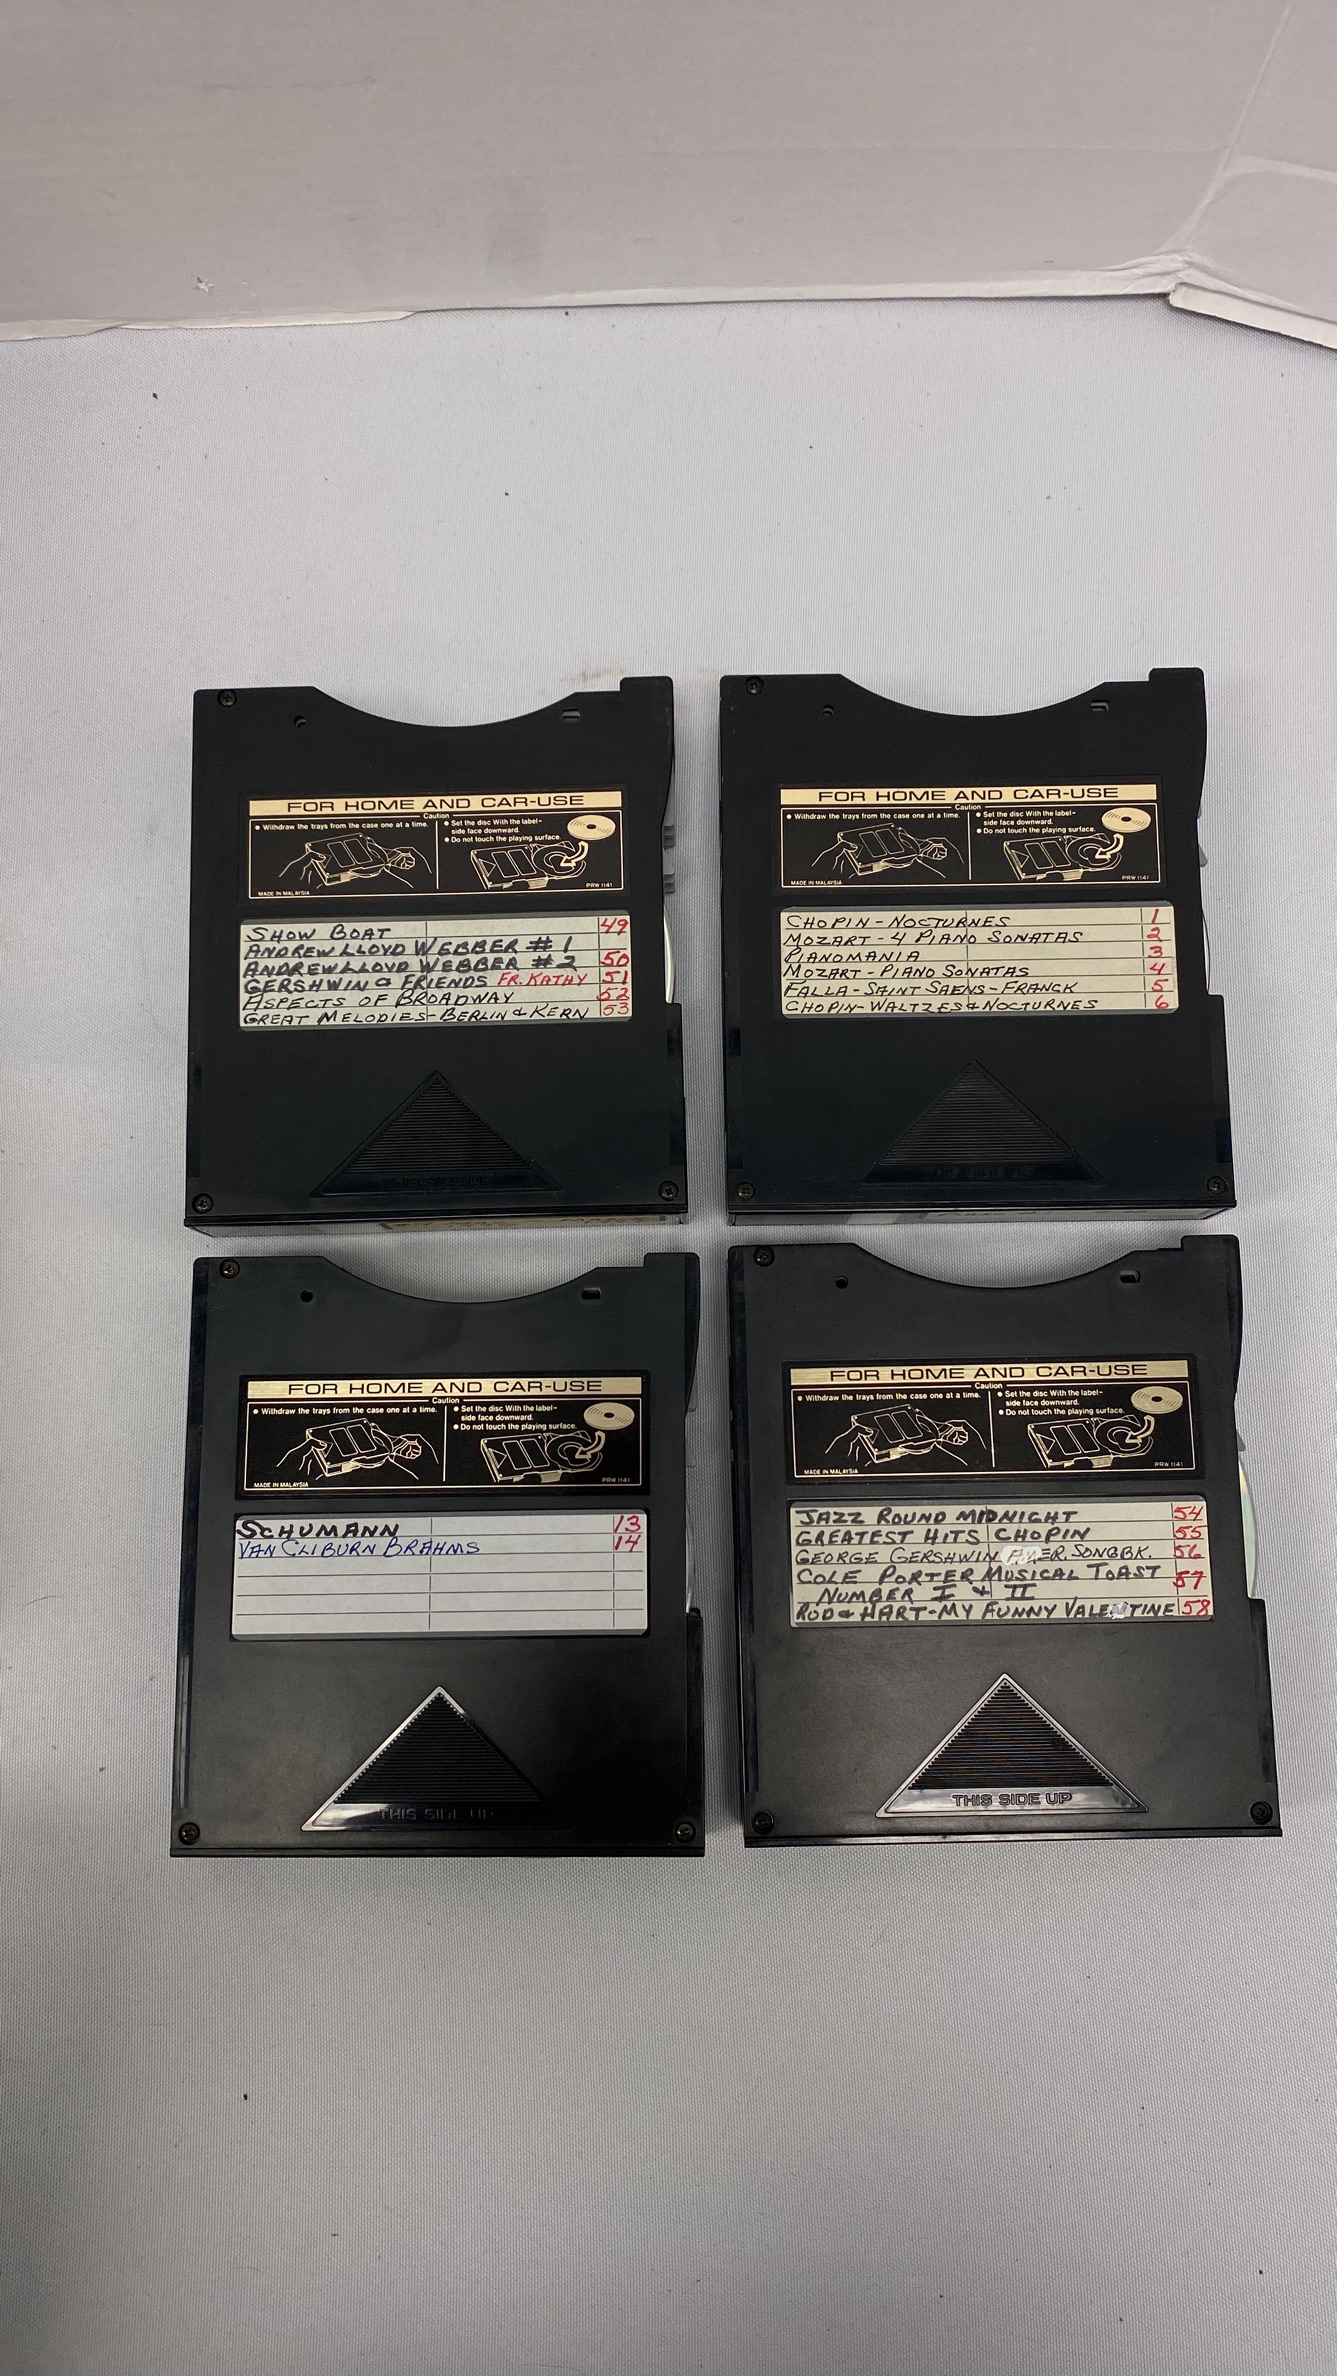 FOR HOME AND CAR-USE
Caution
• Withdraw the trays from the case one at a time.
• Set the disc With the label-
side face downward.
• Do not touch the playing surface.
MADE IN MALAYSIA
PRW 1141
SHOW BOAT 49
ANDREW LLOYD WEBBER # 1
ANDREW LLOYD WEBBER # 2 50
GERSHWIN & FRIENDS FR. KATHY 51
ASPECTS OF BROADWAY 52
GREAT MELODIES-BERLIN & KERN 53
THIS SIDE UP
FOR HOME AND CAR-USE
Caution
• Withdraw the trays from the case one at a time.
• Set the disc With the label-
side face downward.
• Do not touch the playing surface.
MADE IN MALAYSIA
PRW 1141
CHOPIN-NOCTURNES 1
MOZART-4 PIANO SONATAS 2
PIANOMANIA 3
MOZART-PIANO SONATAS 4
FALLA-SAINT SAENS-FRANCK 5
CHOPIN-WALTZES & NOCTURNES 6
FOR HOME AND CAR-USE
Caution
• Withdraw the trays from the case one at a time.
• Set the disc With the label-
side face downward.
• Do not touch the playing surface.
MADE IN MALAYSIA
PRW 1141
SCHUMANN 13
VAN CLIBURN BRAHMS 14
THIS SIDE UP
FOR HOME AND CAR-USE
Caution
• Withdraw the trays from the case one at a time.
• Set the disc With the label-
side face downward.
• Do not touch the playing surface.
MADE IN MALAYSIA
PRW 1141
JAZZ ROUND MIDNIGHT 54
GREATEST HITS CHOPIN 55
GEORGE GERSHWIN AMER. SONGBK. 56
COLE PORTER MUSICAL TOAST 57
NUMBER I & II
ROD & HART-MY FUNNY VALENTINE 58
THIS SIDE UP